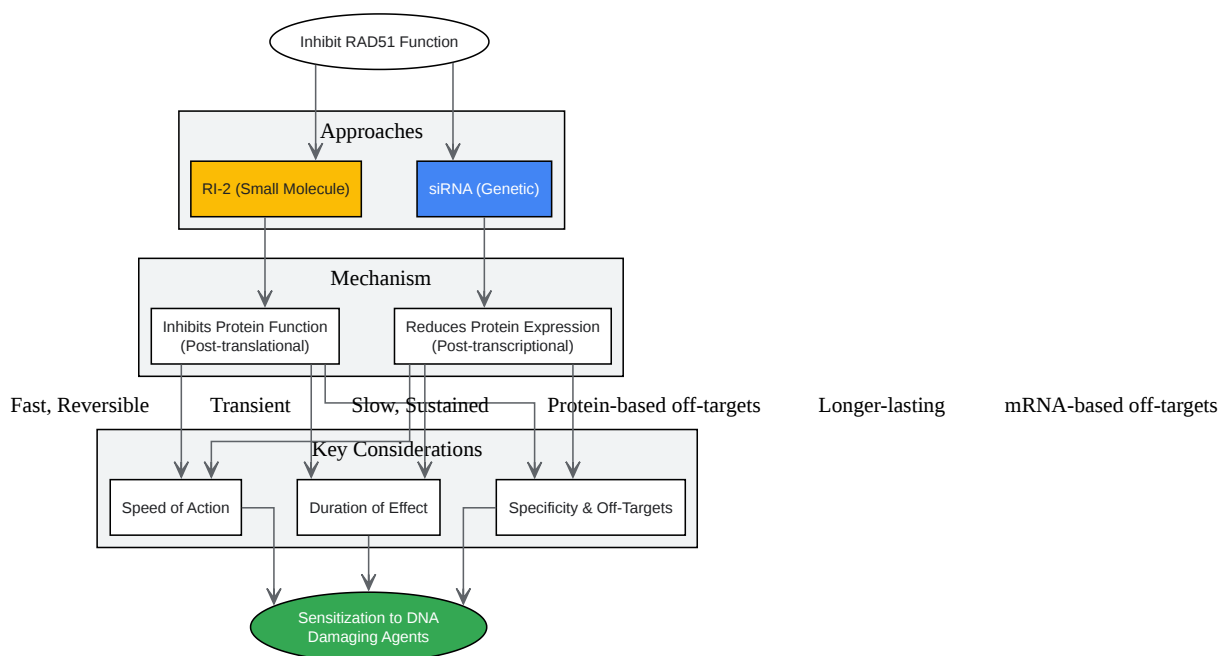 Inhibit RAD51 Function
Approaches
RI-2 (Small Molecule)
siRNA (Genetic)
Mechanism
Inhibits Protein Function
(Post-translational)
Reduces Protein Expression
(Post-transcriptional)
Fast, Reversible
Transient
Slow, Sustained
Protein-based off-targets
Longer-lasting
mRNA-based off-targets
Key Considerations
Speed of Action
Duration of Effect
Specificity & Off-Targets
Sensitization to DNA
Damaging Agents